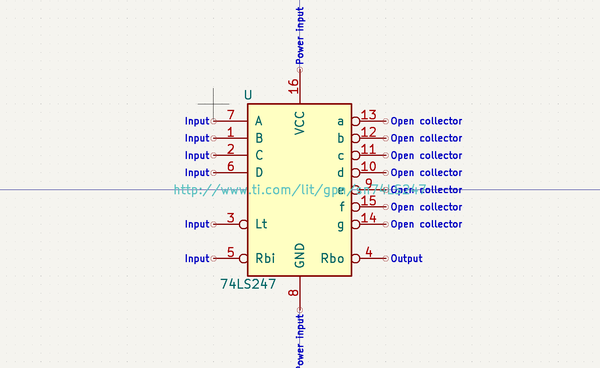 Power input
16
U
VCC
Input 7 A a 13 Open collector
Input 1 B b 12 Open collector
Input 2 C c 11 Open collector
Input 6 D d 10 Open collector
e 9 Open collector
http://www.ti.com/lit/gpn/sn74LS247
f 15 Open collector
Input 3 Lt g 14 Open collector
Input 5 Rbi Rbo 4 Output
GND
74LS247
8
Power input